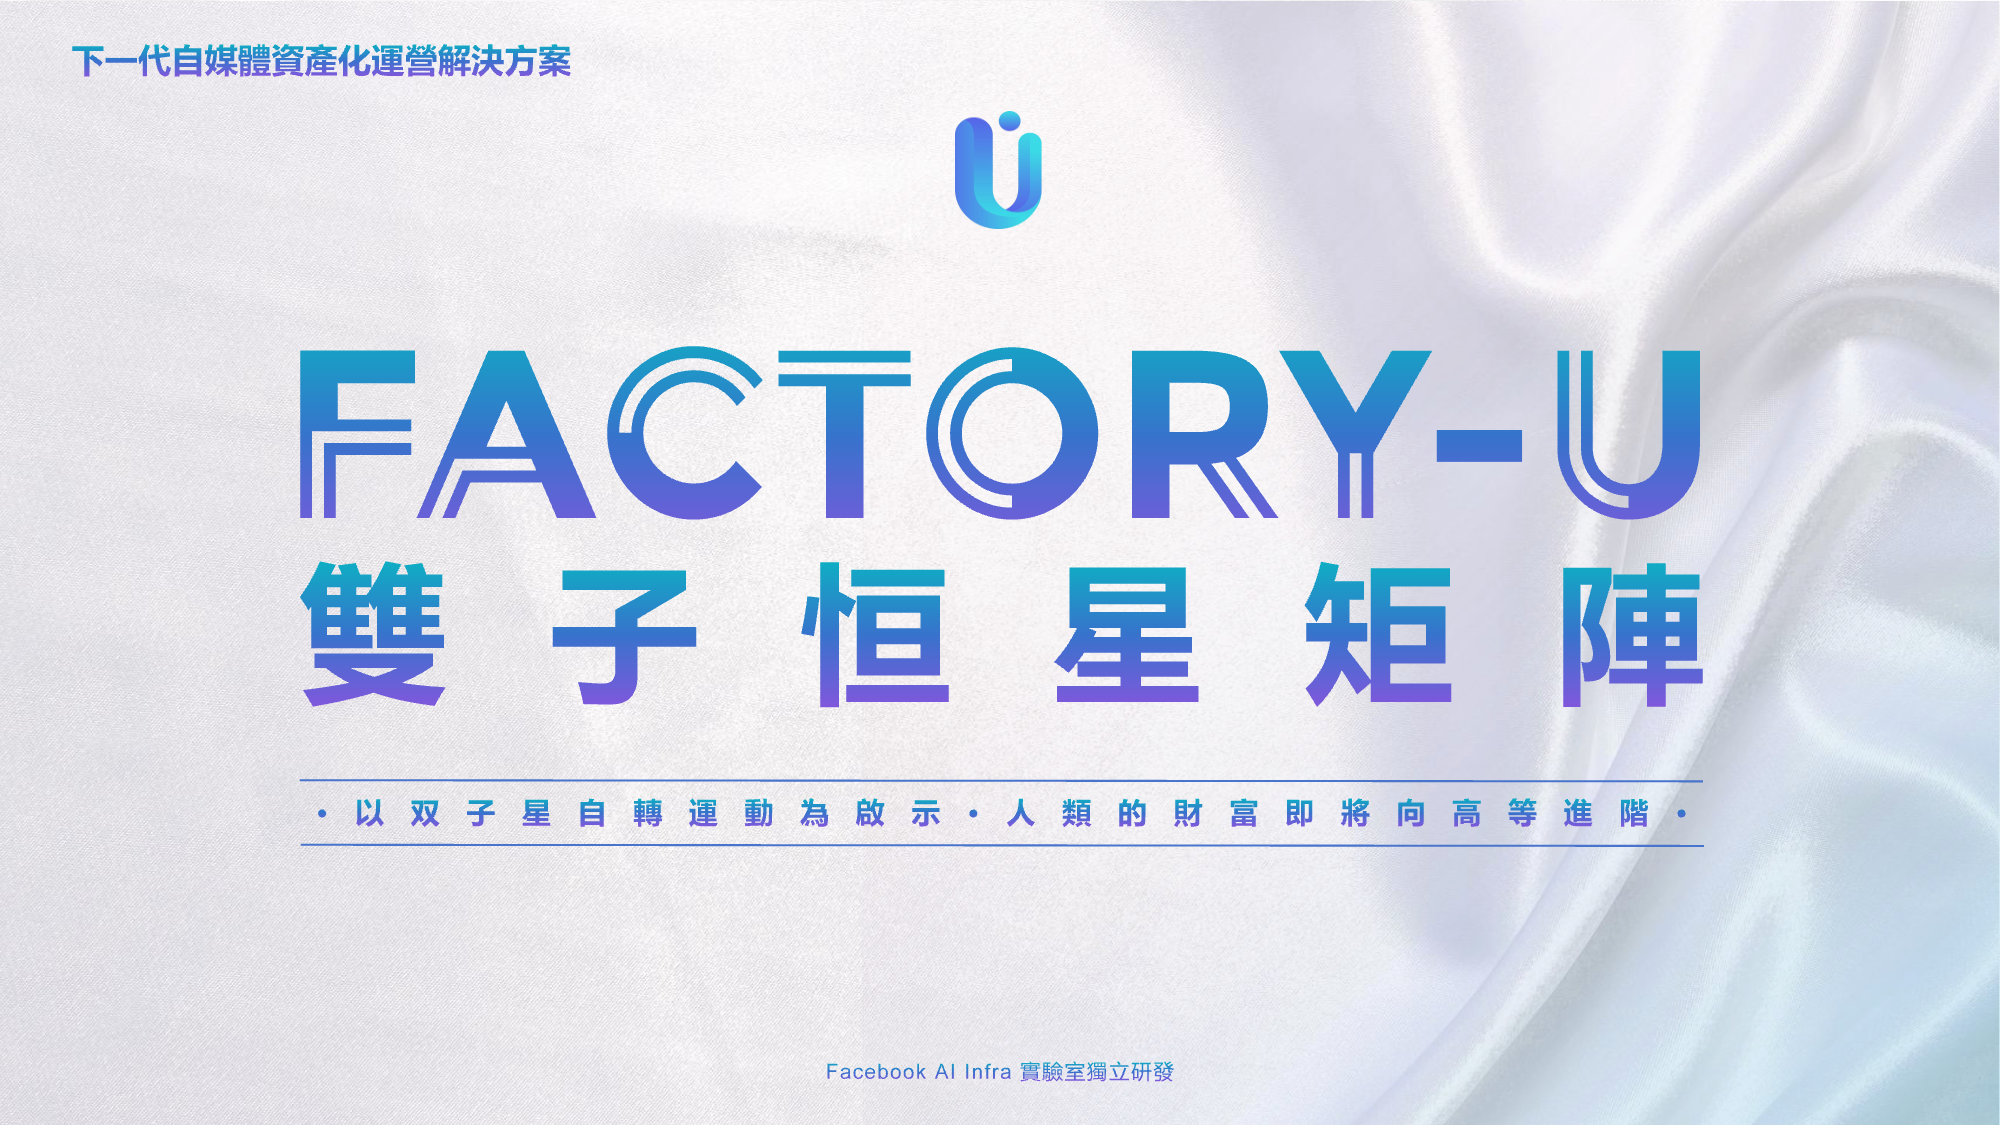 下一代自媒體資產化運營解決方案
FACTORY-U
雙子恒星矩陣
·以双子星自轉運動為啟示·人類的財富即將向高等進階·
Facebook AI Infra 實驗室獨立研發